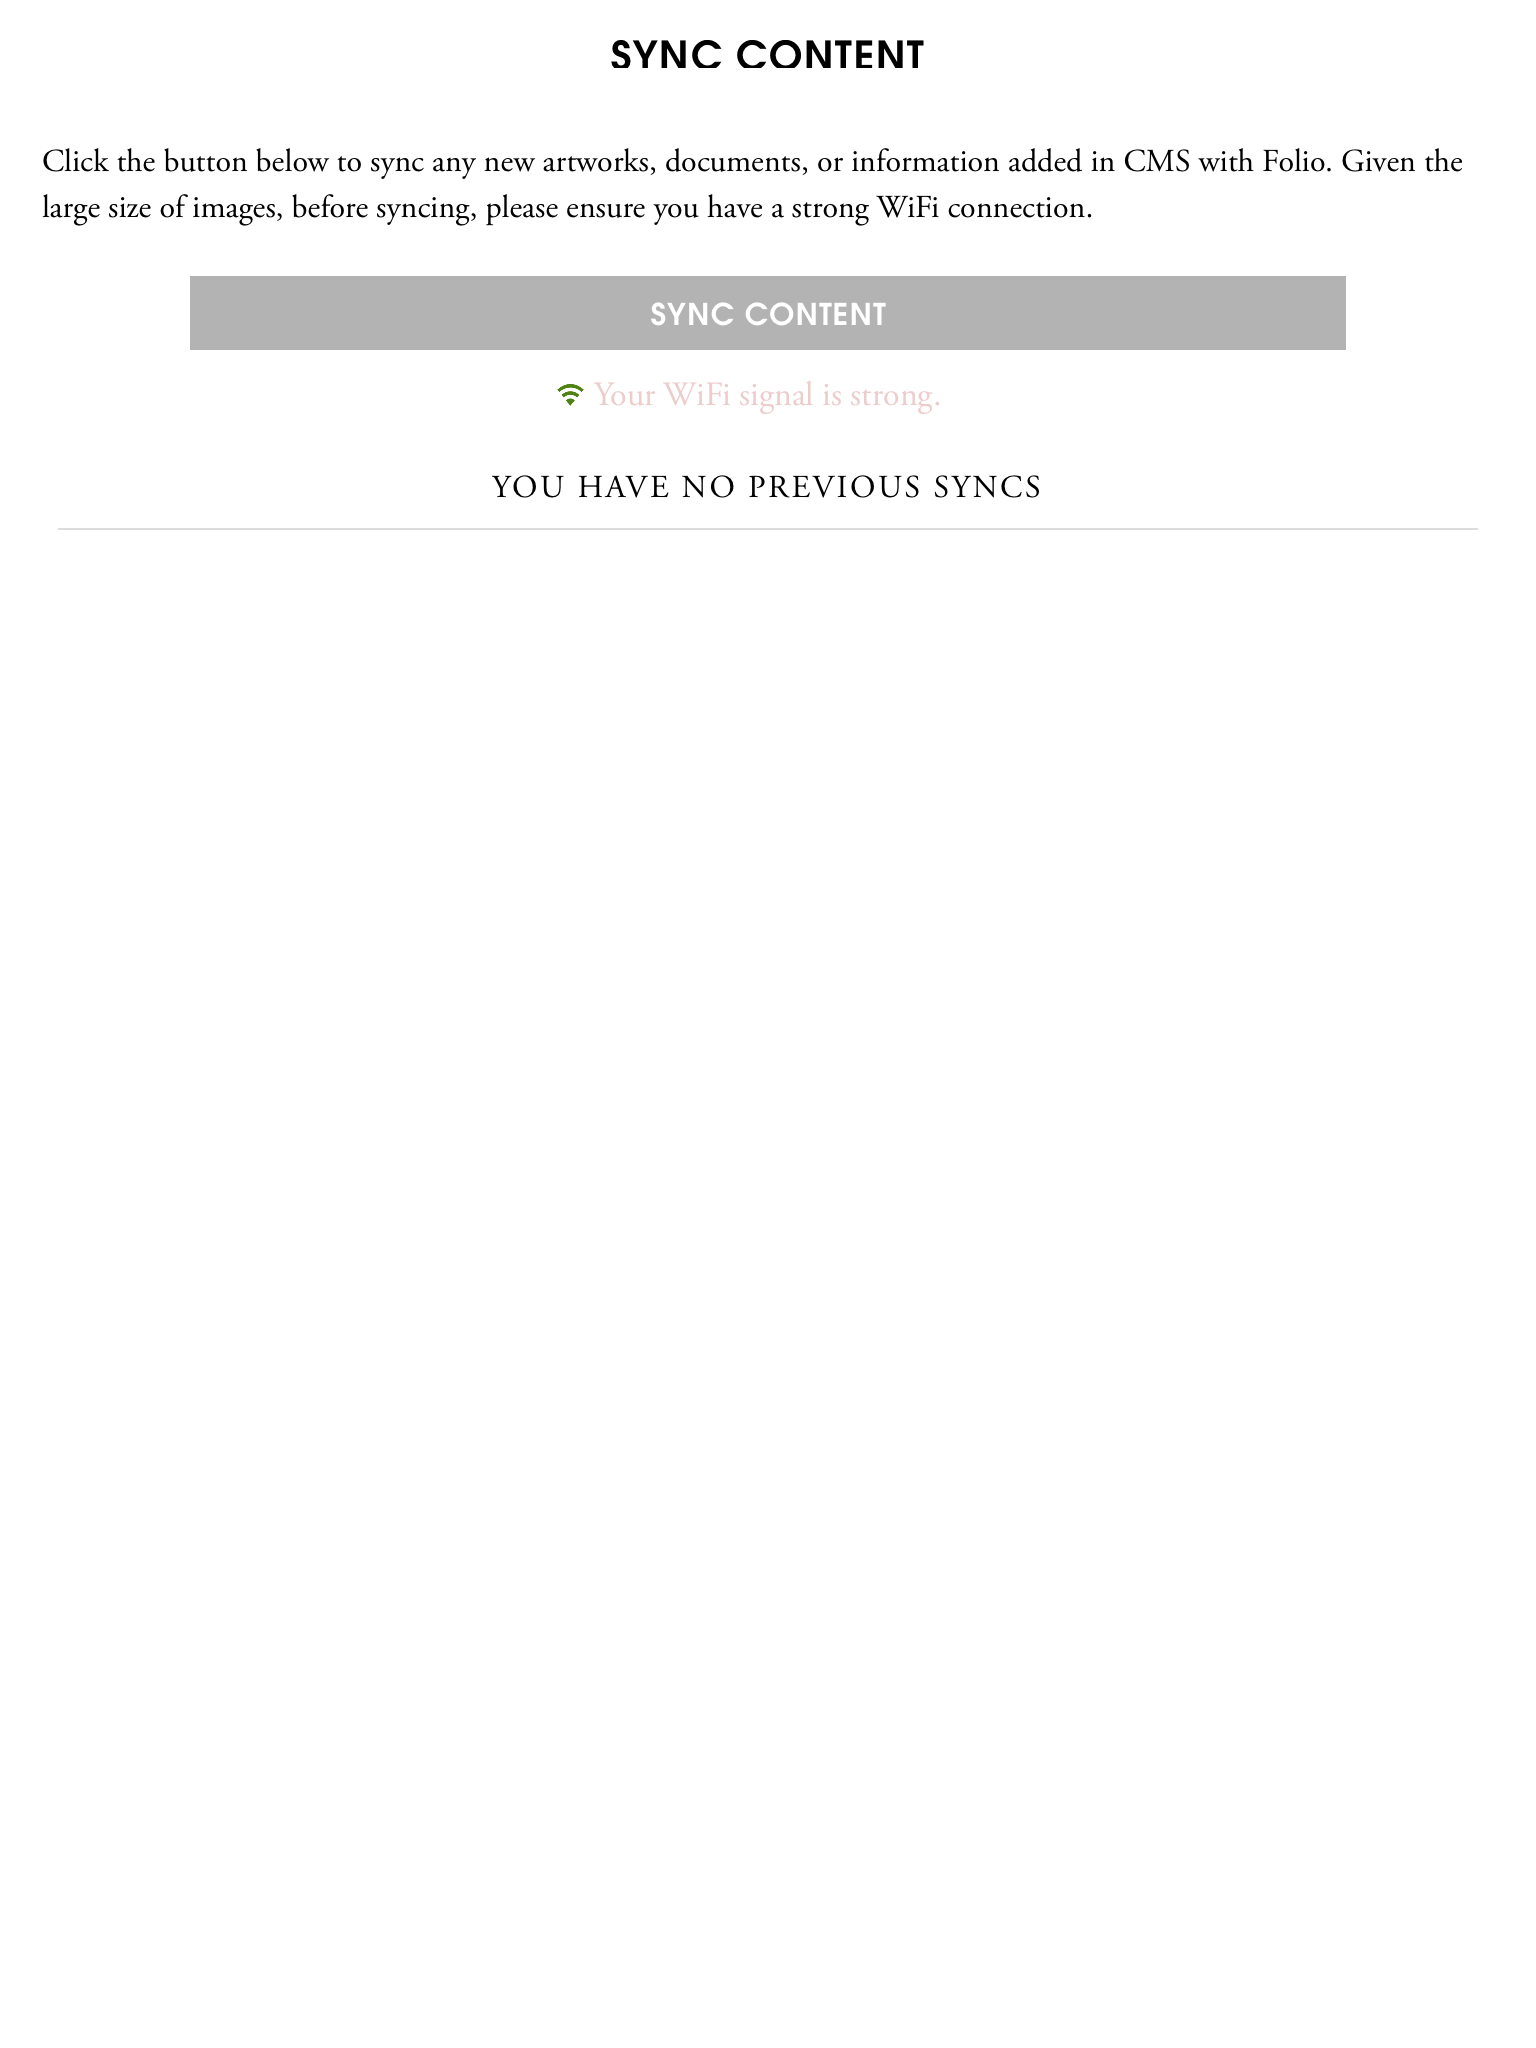 SYNC CONTENT
Click the button below to sync any new artworks, documents, or information added in CMS with Folio. Given the
large size of images, before syncing, please ensure you have a strong WiFi connection.
SYNC CONTENT
Your WiFi signal is strong.
YOU HAVE NO PREVIOUS SYNCS